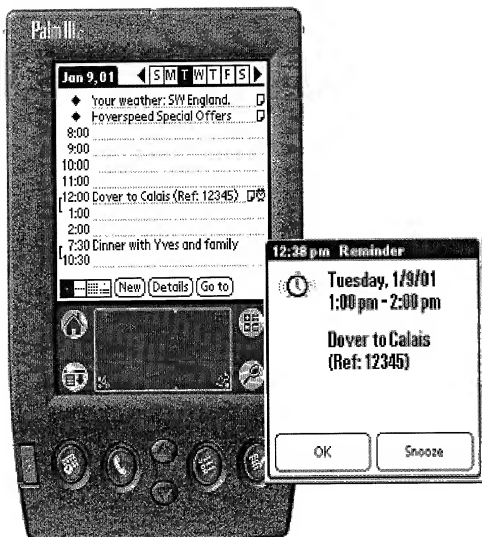 Palm IIIc
Jan 9, 01 S M T W T F S
Your weather: SW England.
Hoverspeed Special Offers
8:00
9:00
10:00
11:00
12:00 Dover to Calais (Ref: 12345)
1:00
2:00
7:30 Dinner with Yves and family
10:30
New Details Go to
12:38 pm Reminder
Tuesday, 1/9/01
1:00 pm - 2:00 pm
Dover to Calais
(Ref: 12345)
OK Snooze